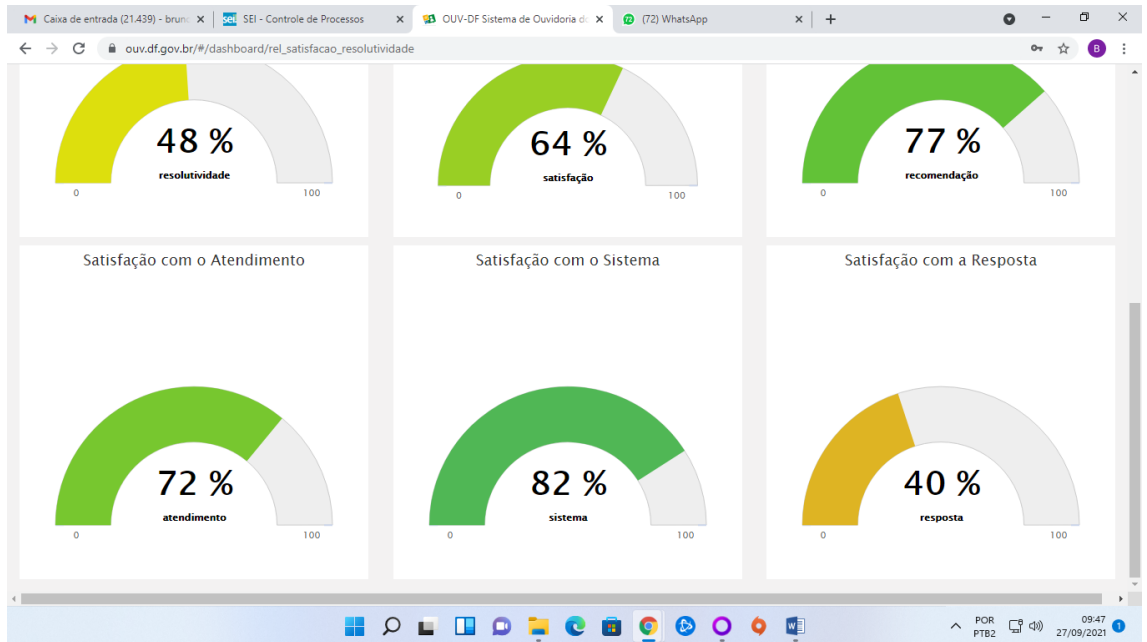 Caixa de entrada (21.439) - brun
SEI - Controle de Processos
OUV-DF Sistema de Ouvidoria d
(72) WhatsApp
ouv.df.gov.br/#/dashboard/rel_satisfacao_resolutividade
B
48 %
resolutividade
0
100
64 %
satisfação
0
100
77 %
recomendação
0
100
Satisfação com o Atendimento
72 %
atendimento
0
100
Satisfação com o Sistema
82 %
sistema
0
100
Satisfação com a Resposta
40 %
resposta
0
100
POR
PTB2
09:47
27/09/2021
1